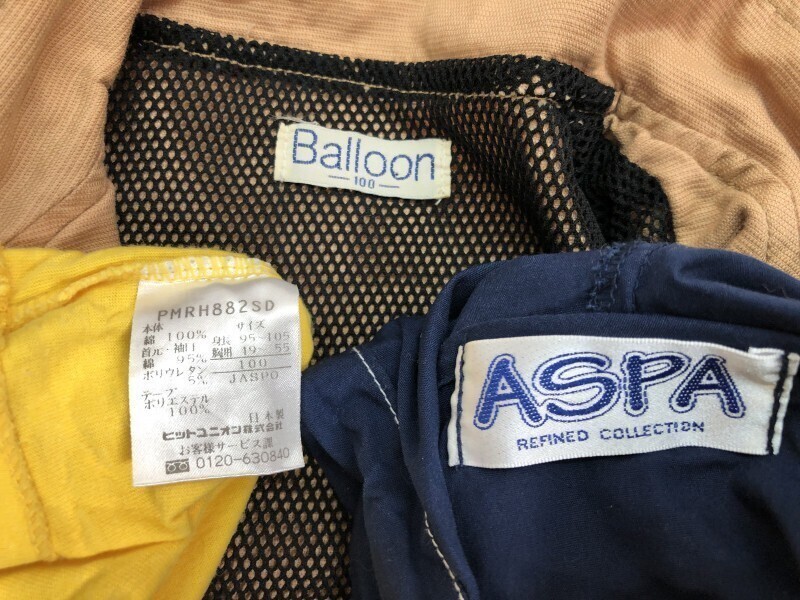 Balloon
100
PMRH882SD
本体
綿 100%
首元・袖口
綿 95%
ポリウレタン
5%
テープ
ポリエステル
100%
サイズ
身長 95~105
胸囲 49~55
100
JASPO
日本製
ヒットユニオン株式会社
お客様サービス課
0120-630840
ASPA
REFINED COLLECTION